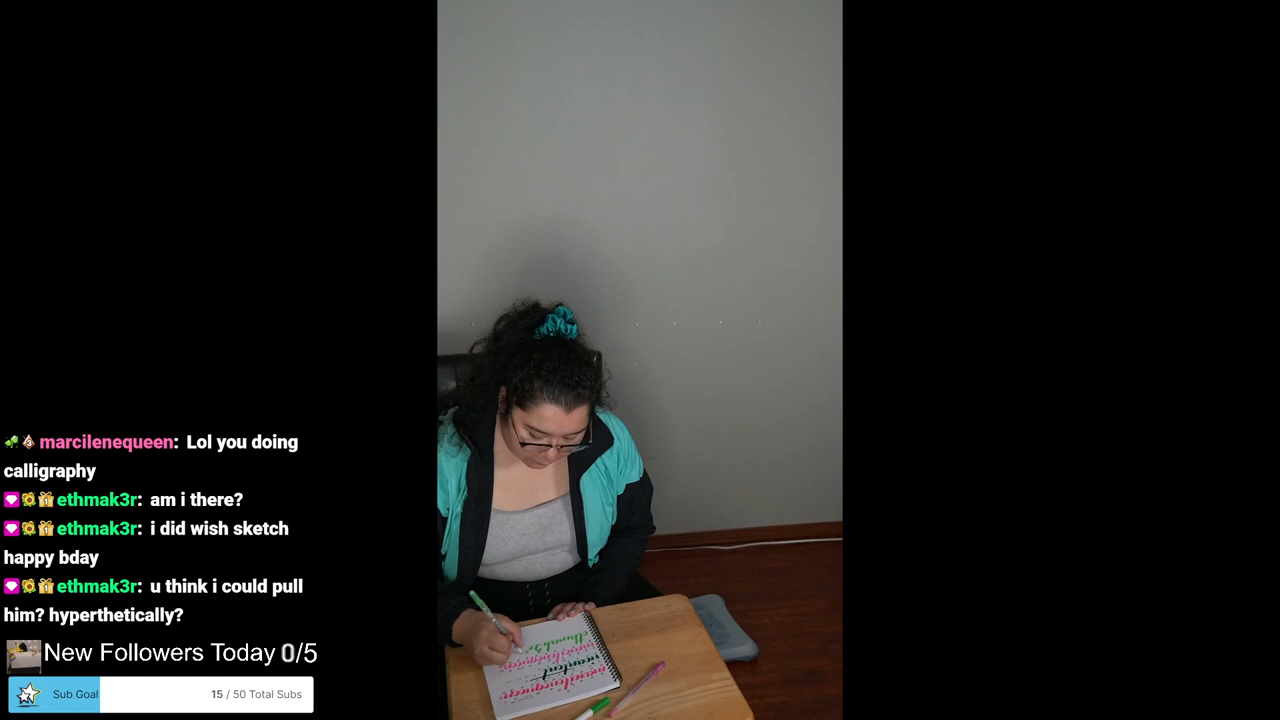 marcilenequeen: Lol you doing
calligraphy
ethmak3r: am i there?
ethmak3r: i did wish sketch
happy bday
ethmak3r: u think i could pull
him? hyperthetically?
New Followers Today 0/5
Sub Goal 15 / 50 Total Subs
ethmak3r